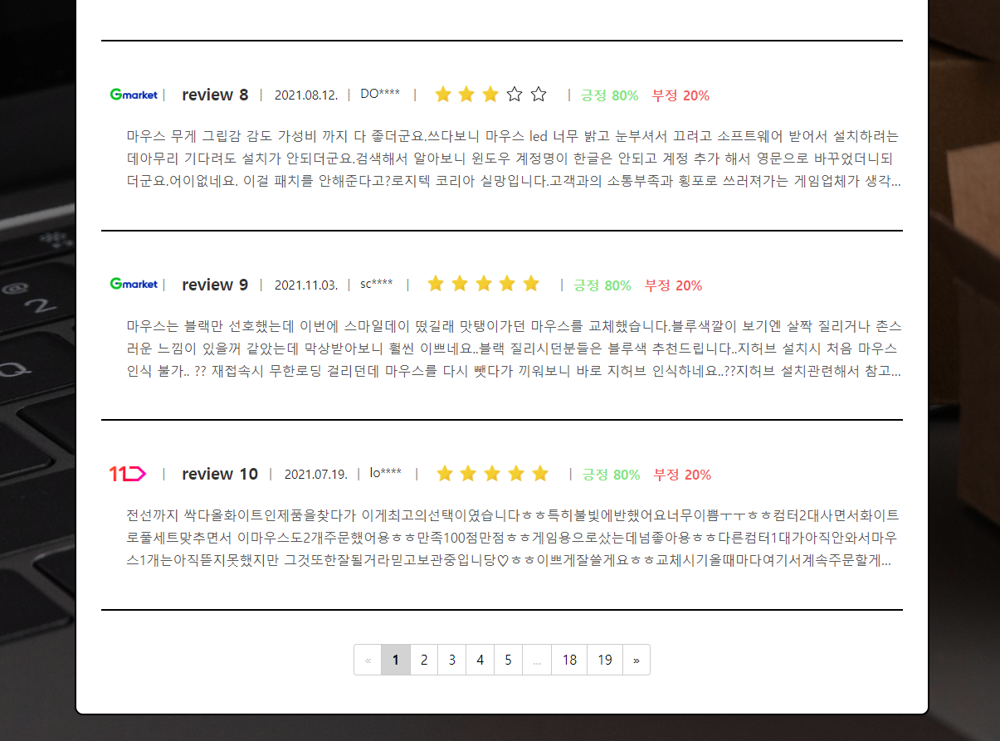 Gmarket | review 8 | 2021.08.12. | DO**** | | 긍정 80% 부정 20%
마우스 무게 그립감 감도 가성비 까지 다 좋더군요.쓰다보니 마우스 led 너무 밝고 눈부셔서 끄려고 소프트웨어 받어서 설치하려는
데아무리 기다려도 설치가 안되더군요.검색해서 알아보니 윈도우 계정명이 한글은 안되고 계정 추가 해서 영문으로 바꾸었더니되
더군요.어이없네요. 이걸 패치를 안해준다고?로지텍 코리아 실망입니다.고객과의 소통부족과 횡포로 쓰러져가는 게임업체가 생각...
Gmarket | review 9 | 2021.11.03. | sc**** | | 긍정 80% 부정 20%
마우스는 블랙만 선호했는데 이번에 스마일데이 떴길래 맛탱이가던 마우스를 교체했습니다.블루색깔이 보기엔 살짝 질리거나 촌스
러운 느낌이 있을꺼 같았는데 막상받아보니 훨씬 이쁘네요..블랙 질리시던분들은 블루색 추천드립니다..지허브 설치시 처음 마우스
인식 불가.. ?? 재접속시 무한로딩 걸리던데 마우스를 다시 뺏다가 끼워보니 바로 지허브 인식하네요..??지허브 설치관련해서 참고...
11 | review 10 | 2021.07.19. | lo**** | | 긍정 80% 부정 20%
전선까지 싹다올화이트인제품을찾다가 이게최고의선택이였습니다ㅎㅎ특히불빛에반했어요너무이쁨ㅜㅜㅎㅎ컴터2대사면서화이트
로풀세트맞추면서 이마우스도2개주문했어용ㅎㅎ만족100점만점ㅎㅎ게임용으로샀는데넘좋아용ㅎㅎ다른컴터1대가아직안와서마우
스1개는아직뜯지못했지만 그것또한잘될거라믿고보관중입니당♡ㅎㅎ이쁘게잘쓸게요ㅎㅎ교체시기올때마다여기서계속주문할게...
« 1 2 3 4 5 ... 18 19 »
@
2
Q